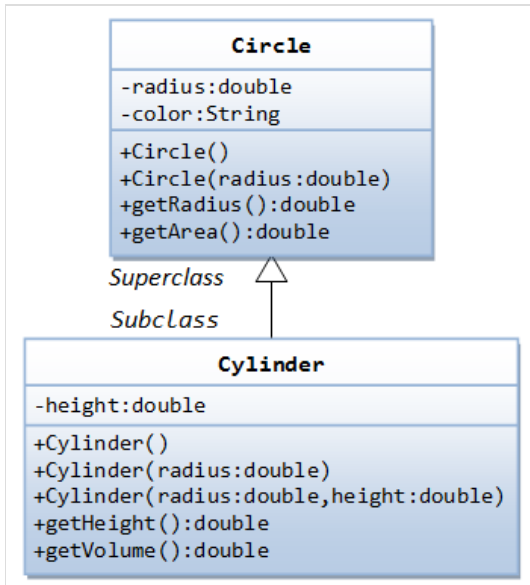 Circle
-radius:double
-color:String
+Circle()
+Circle(radius:double)
+getRadius():double
+getArea():double
Superclass
Subclass
Cylinder
-height:double
+Cylinder()
+Cylinder(radius:double)
+Cylinder(radius:double,height:double)
+getHeight():double
+getVolume():double